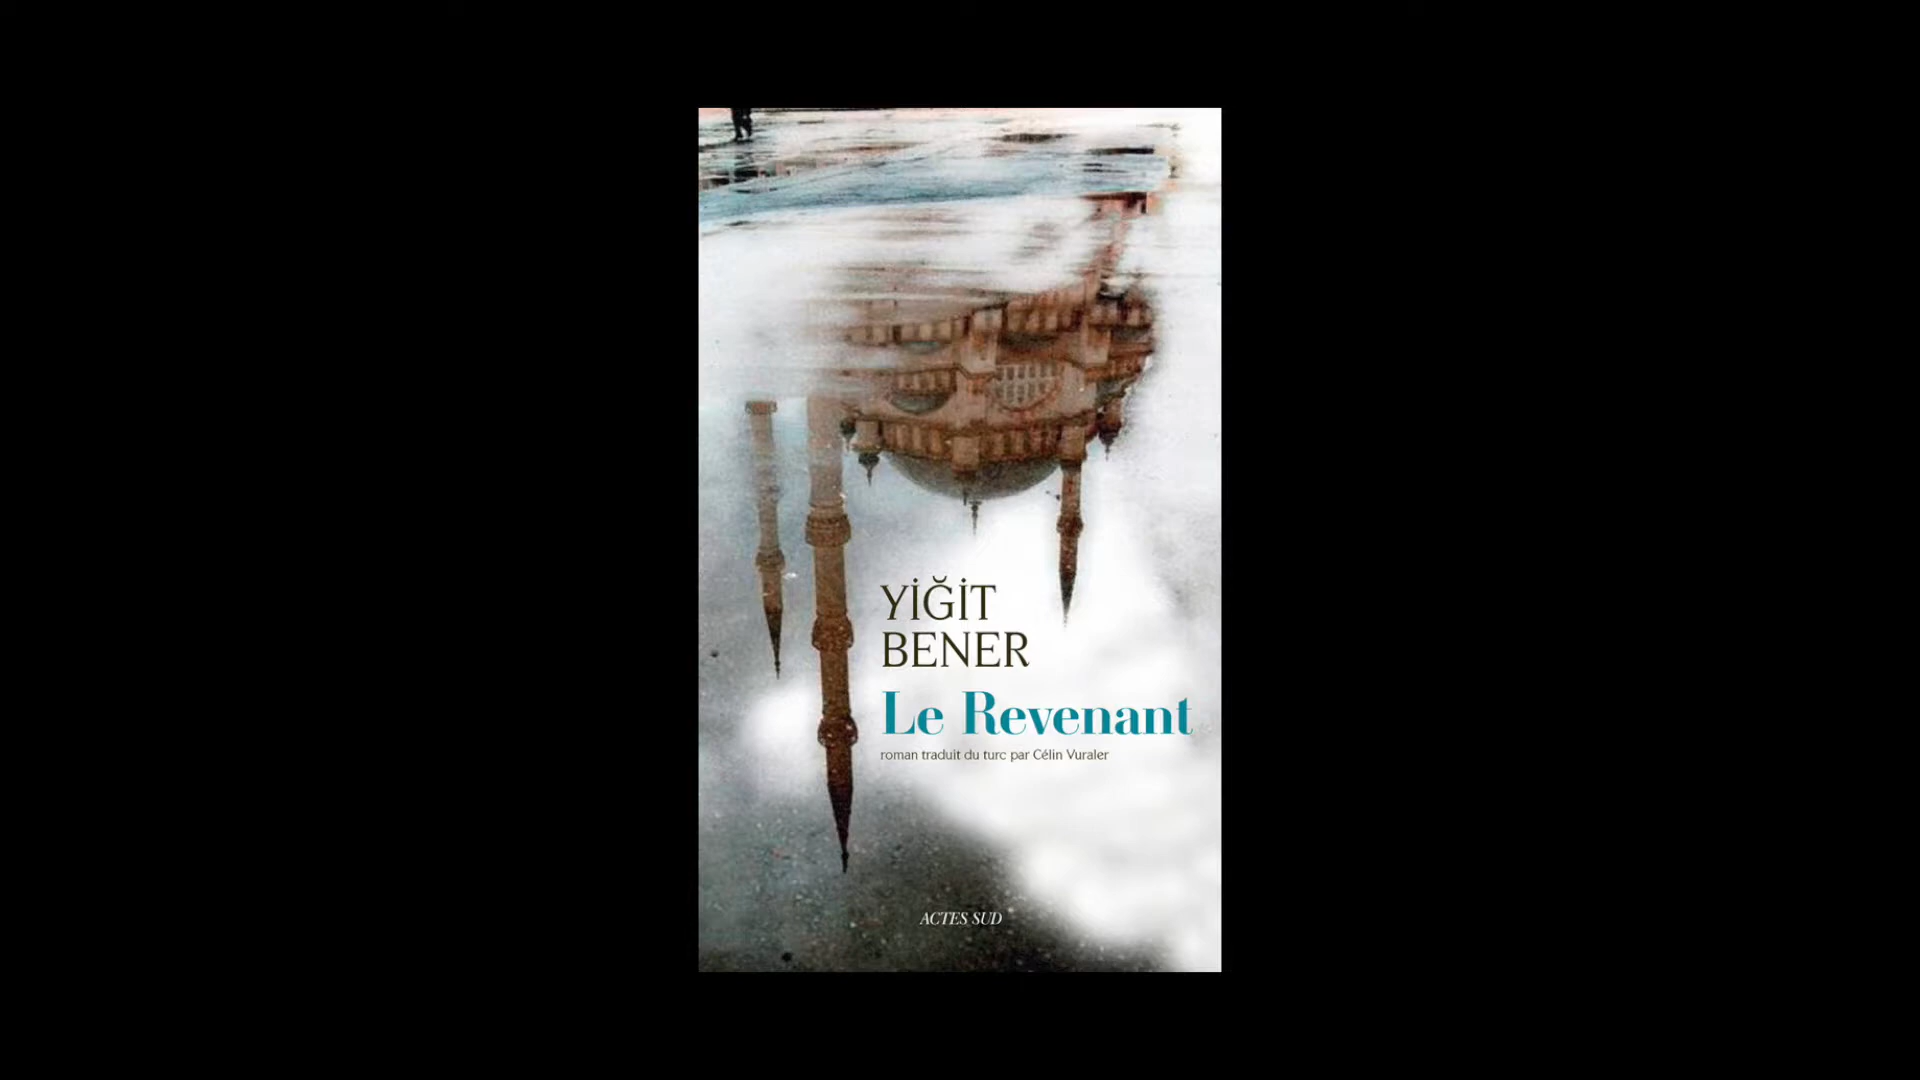 YİĞİT
BENER
Le Revenant
roman traduit du turc par Célin Vuraler
ACTES SUD